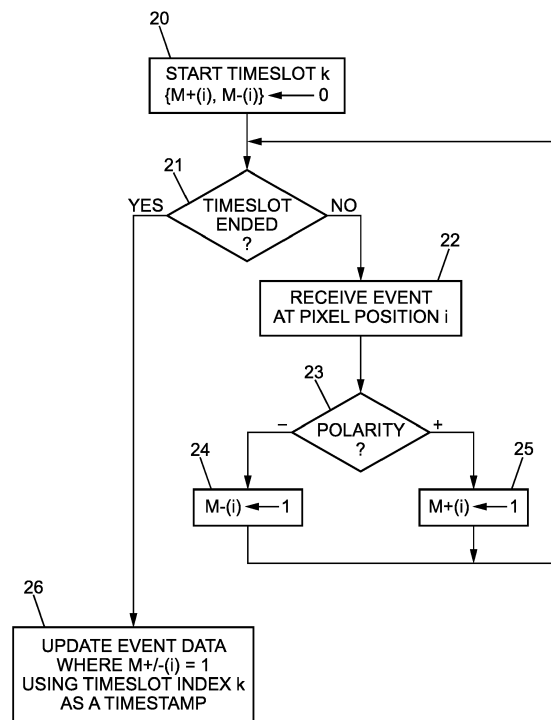 20
START TIMESLOT k
{M+(i), M-(i)} ← 0
21
YES
TIMESLOT
ENDED
?
NO
22
RECEIVE EVENT
AT PIXEL POSITION i
23
–
POLARITY
?
+
24
M-(i) ← 1
25
M+(i) ← 1
26
UPDATE EVENT DATA
WHERE M+/-(i) = 1
USING TIMESLOT INDEX k
AS A TIMESTAMP